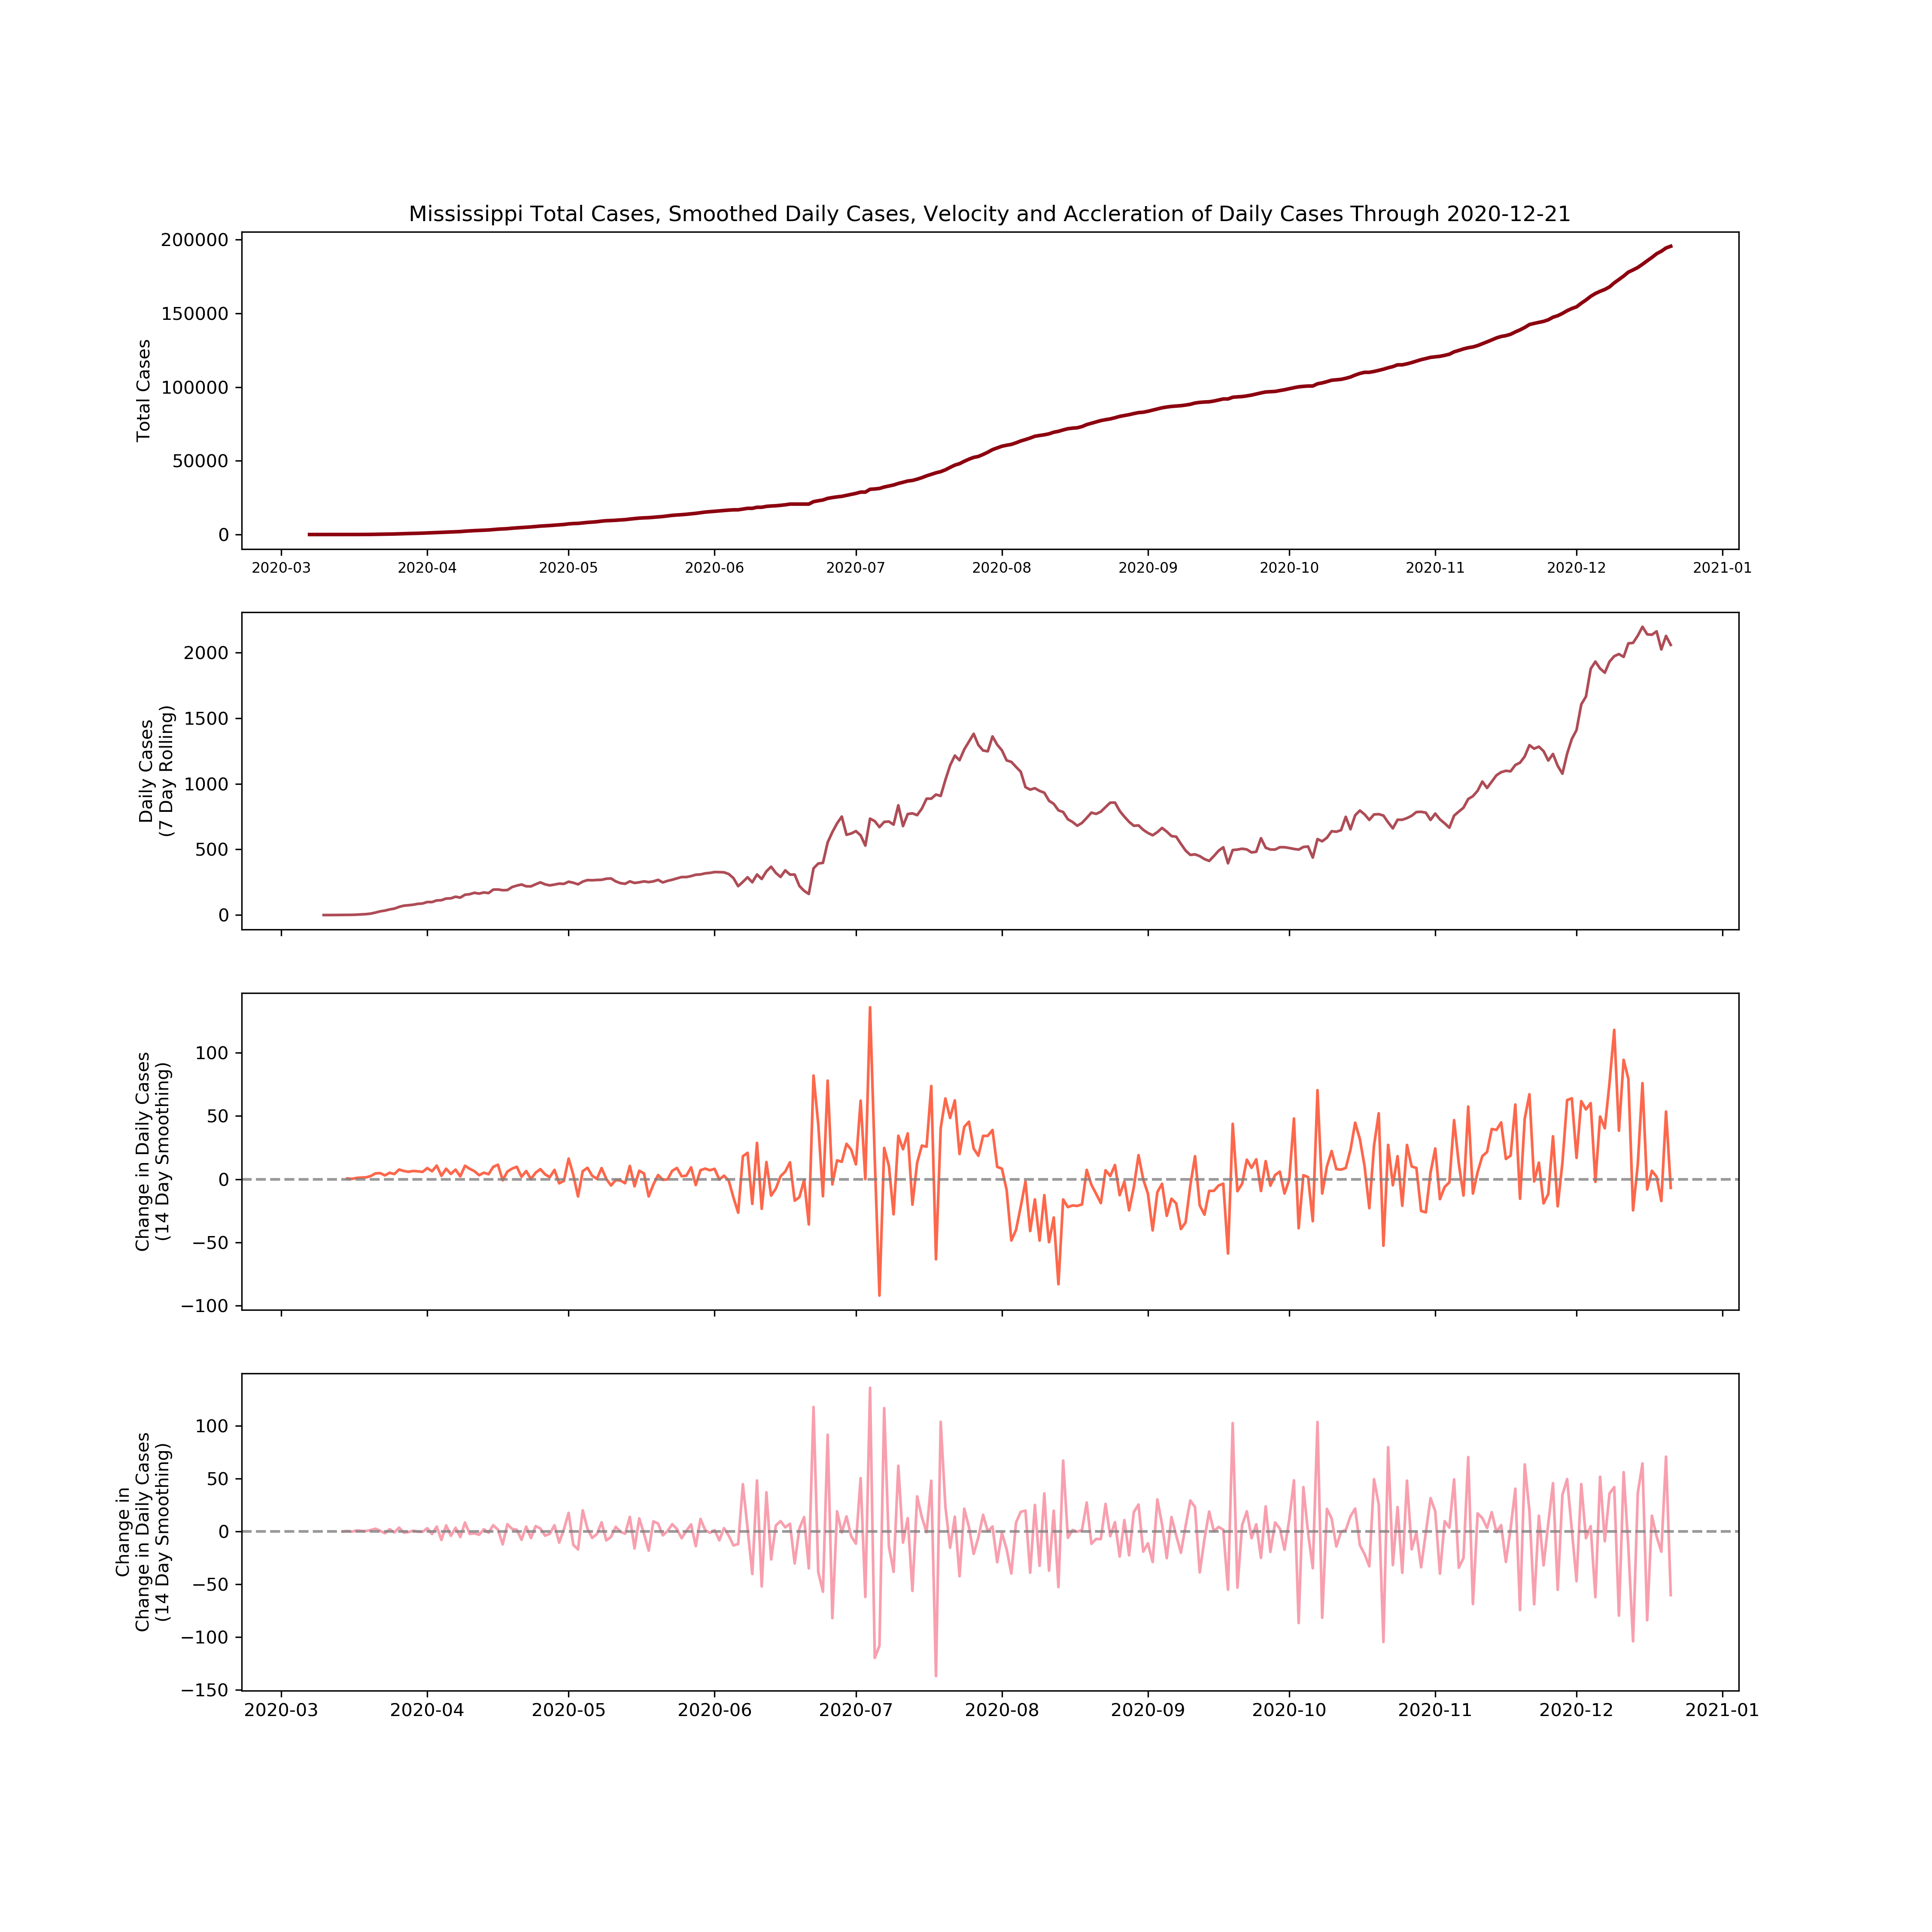 Mississippi Total Cases, Smoothed Daily Cases, Velocity and Accleration of Daily Cases Through 2020-12-21
Total Cases
200000
150000
100000
50000
0
2020-03 2020-04 2020-05 2020-06 2020-07 2020-08 2020-09 2020-10 2020-11 2020-12 2021-01
Daily Cases
(7 Day Rolling)
2000
1500
1000
500
0
Change in Daily Cases
(14 Day Smoothing)
100
50
0
−50
−100
Change in
Change in Daily Cases
(14 Day Smoothing)
100
50
0
−50
−100
−150
2020-03 2020-04 2020-05 2020-06 2020-07 2020-08 2020-09 2020-10 2020-11 2020-12 2021-01